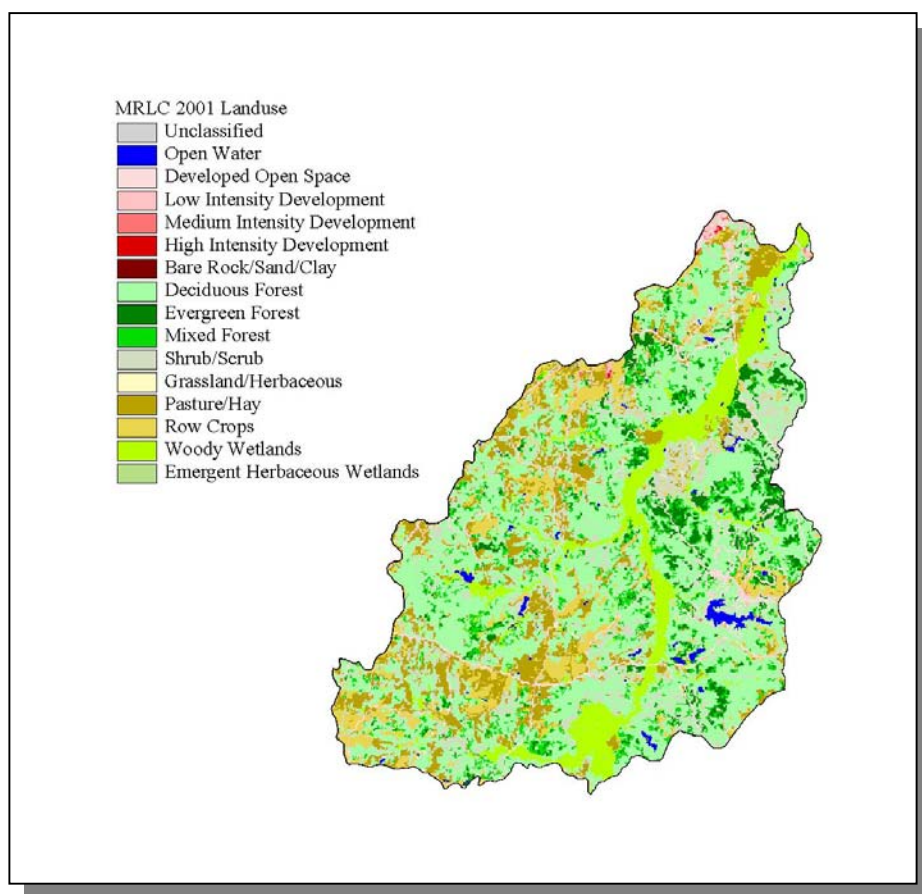 MRLC 2001 Landuse
Unclassified
Open Water
Developed Open Space
Low Intensity Development
Medium Intensity Development
High Intensity Development
Bare Rock/Sand/Clay
Deciduous Forest
Evergreen Forest
Mixed Forest
Shrub/Scrub
Grassland/Herbaceous
Pasture/Hay
Row Crops
Woody Wetlands
Emergent Herbaceous Wetlands